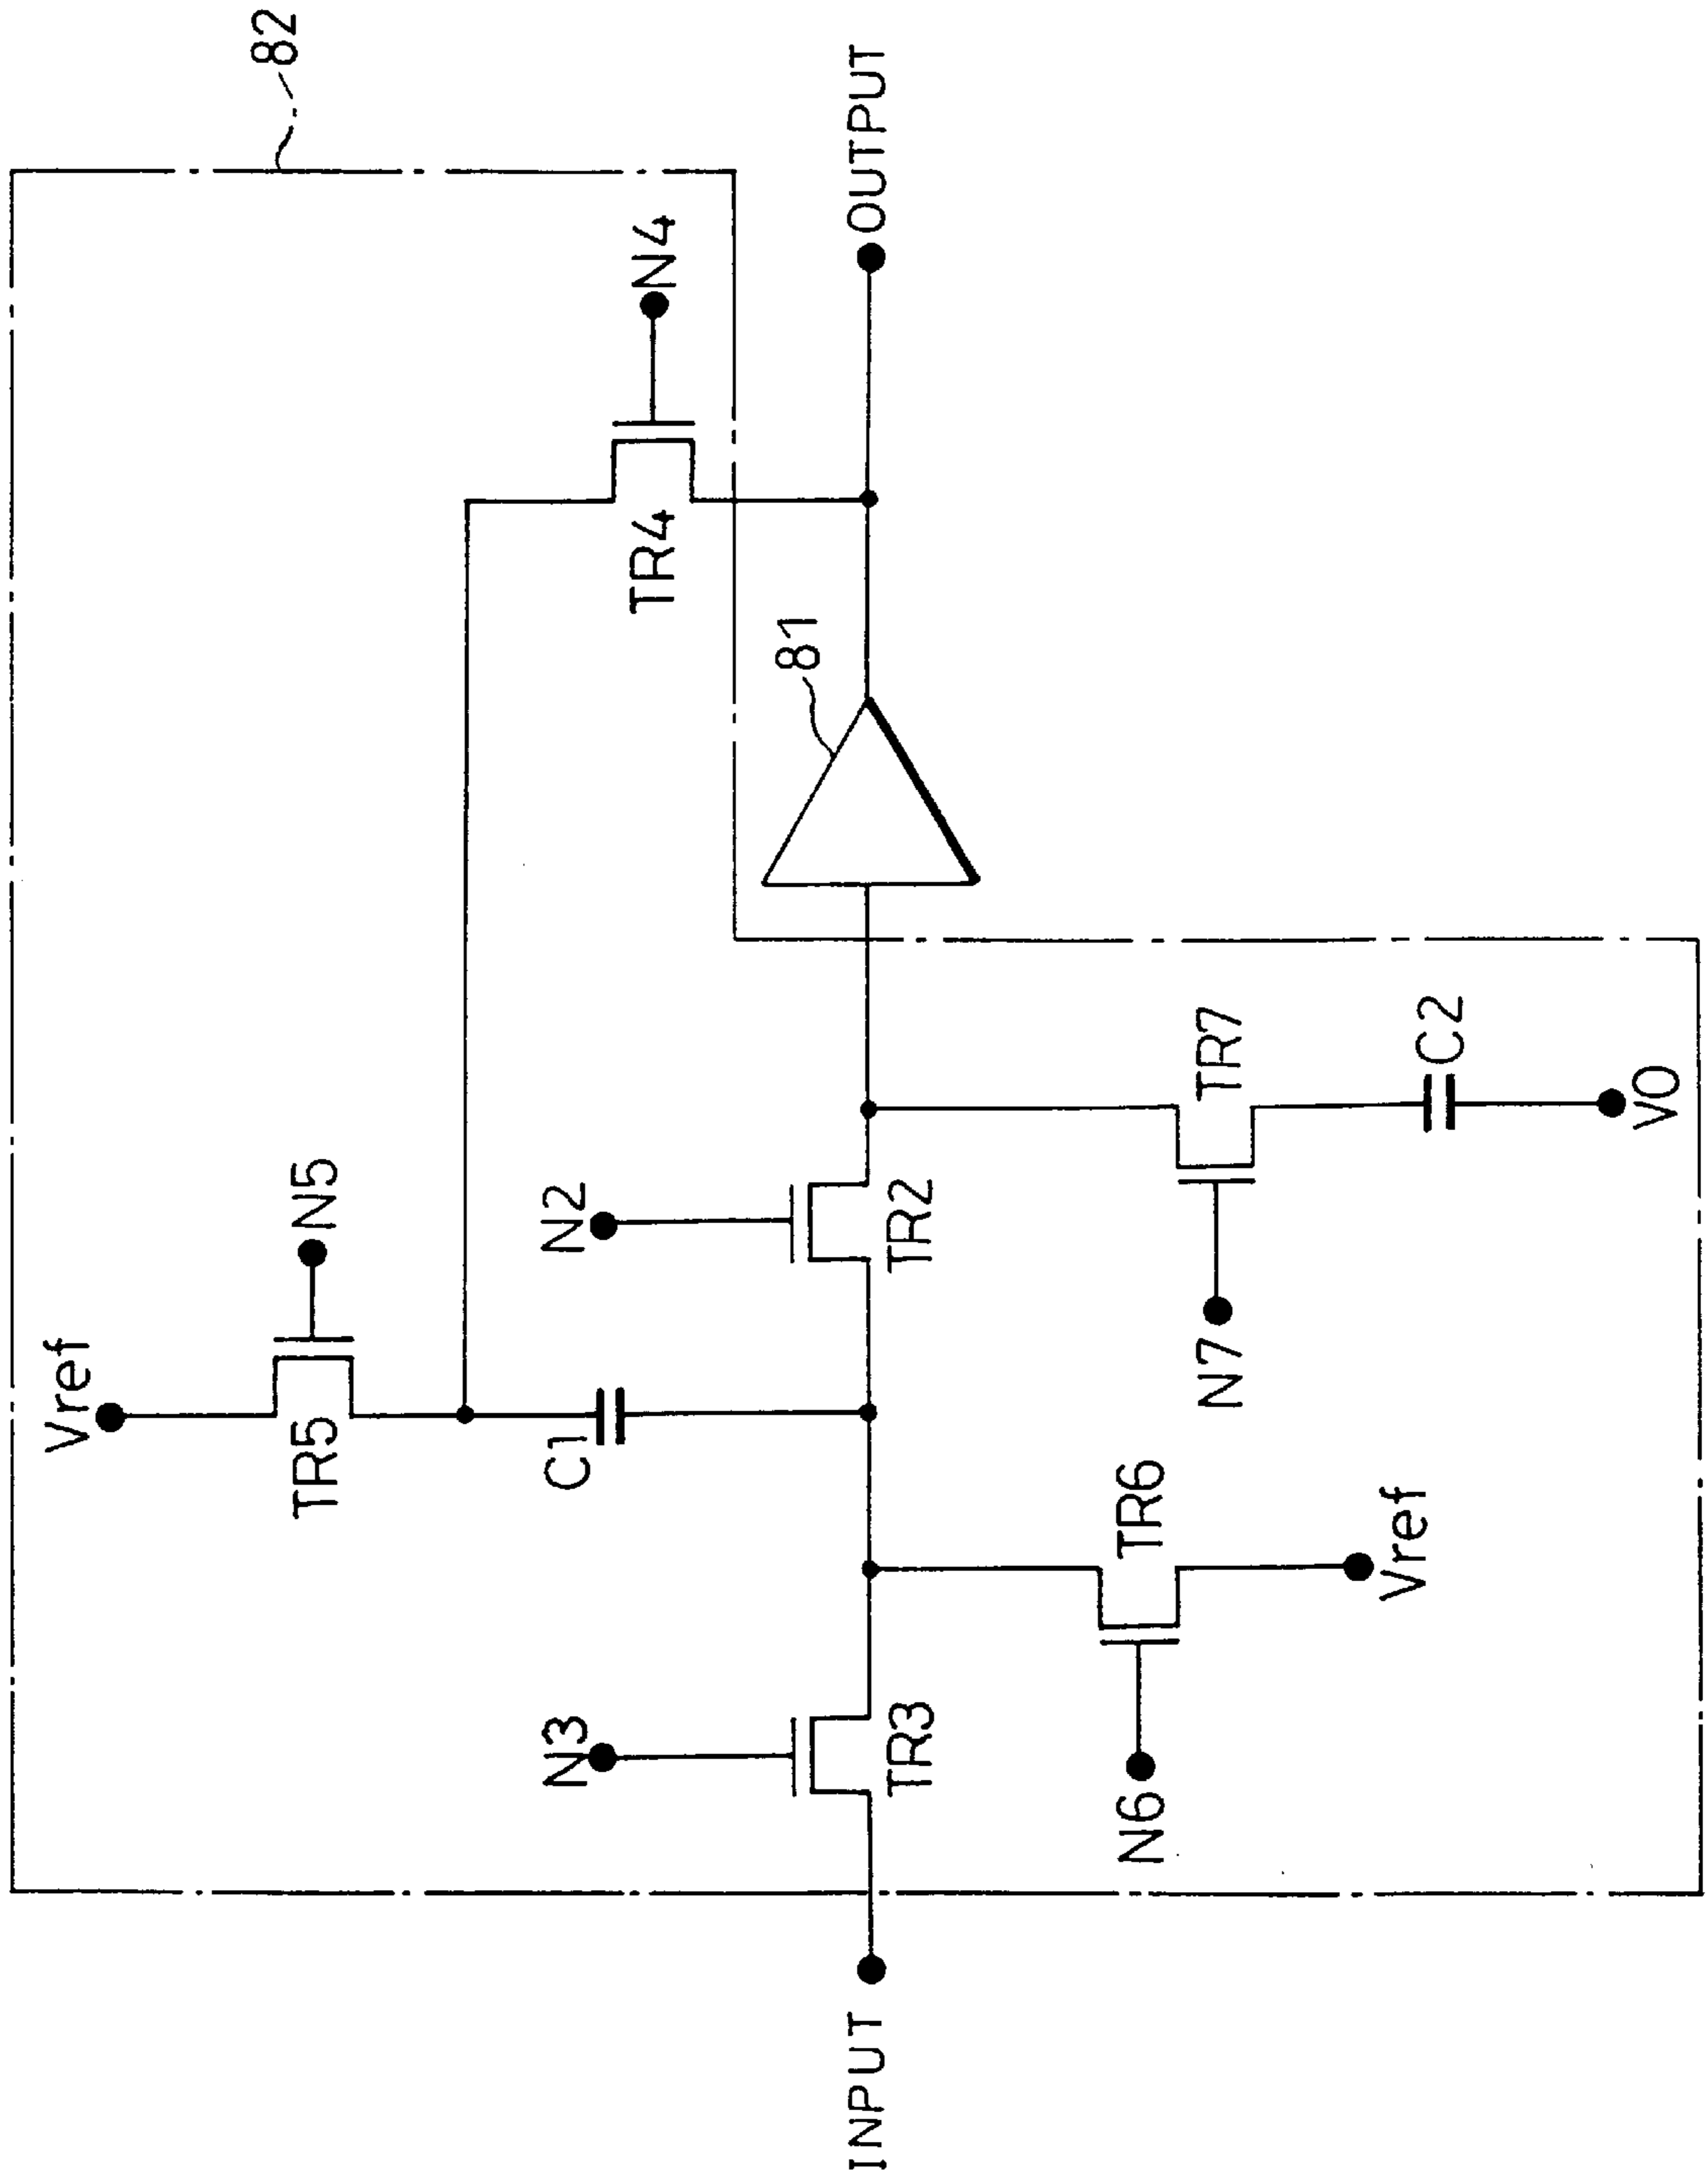 82
Vref
N5
TR5
N4
TR4
C1
N2
TR2
81
N3
TR3
INPUT
OUTPUT
TR6
N6
Vref
TR7
N7
C2
V0